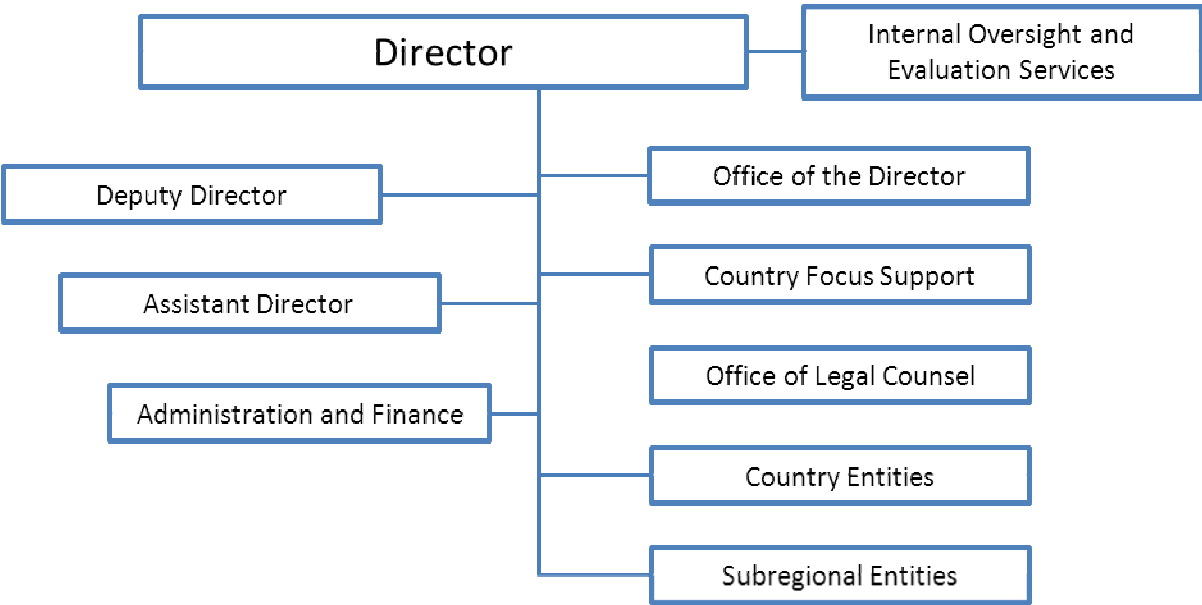 Director
Internal Oversight and
Evaluation Services
Deputy Director
Office of the Director
Assistant Director
Country Focus Support
Administration and Finance
Office of Legal Counsel
Country Entities
Subregional Entities